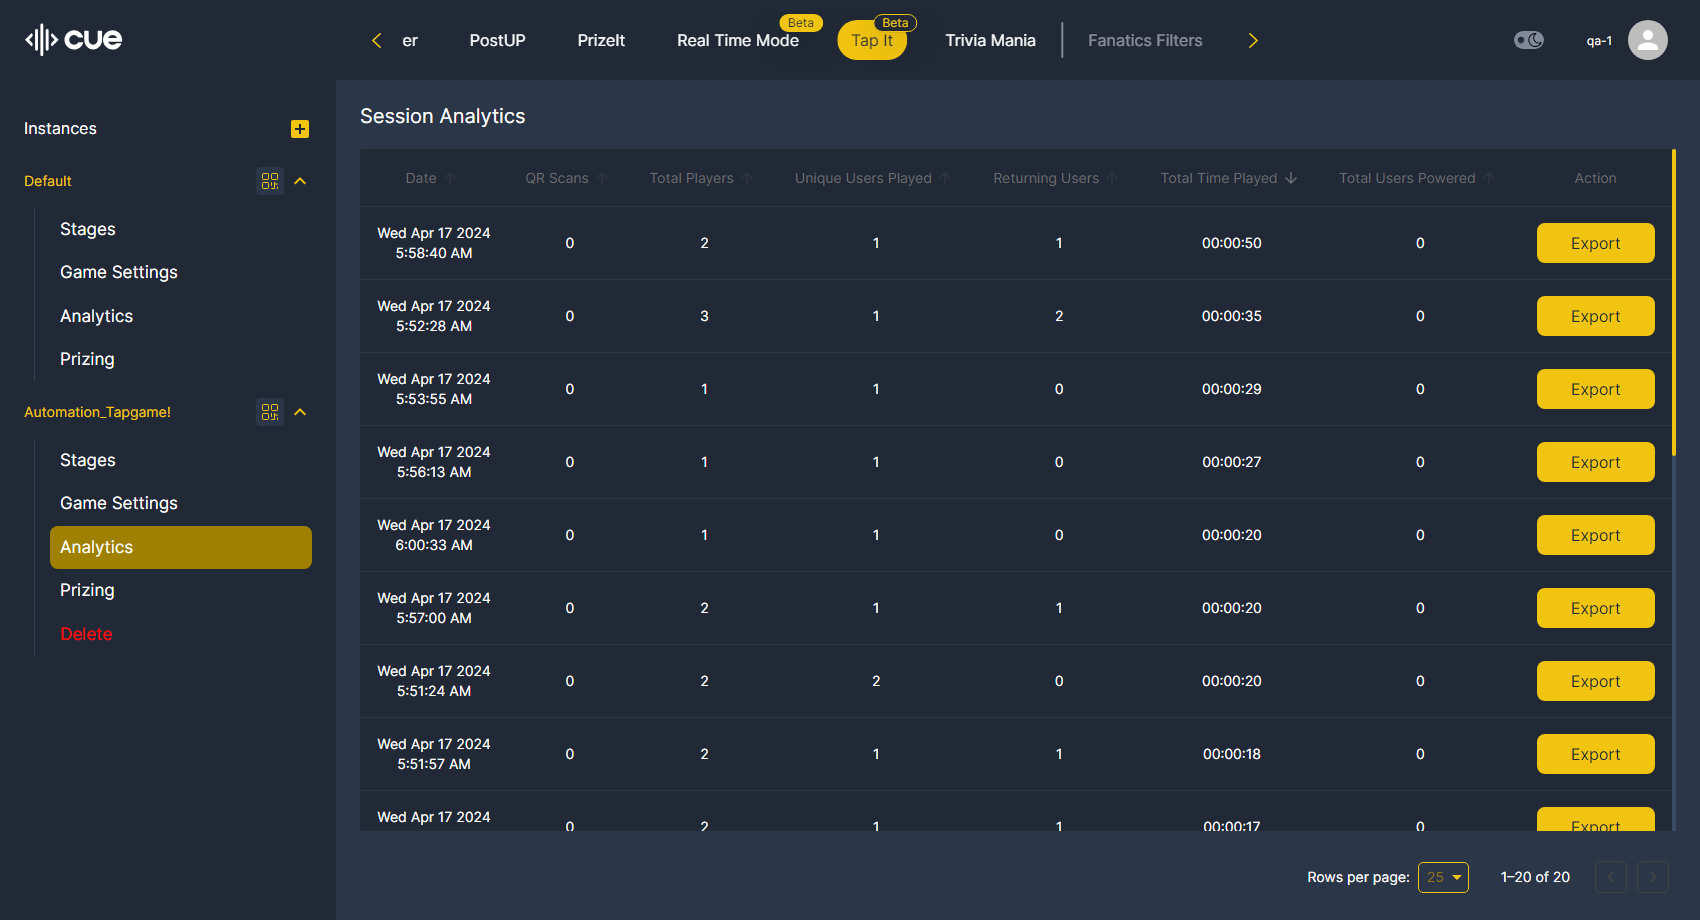 cue
er
PostUP
PrizeIt
Real Time Mode
Beta
Tap It
Beta
Trivia Mania
Fanatics Filters
qa-1
Instances
Default
Stages
Game Settings
Analytics
Prizing
Automation_Tapgame!
Stages
Game Settings
Analytics
Prizing
Delete
Session Analytics
Date QR Scans Total Players Unique Users Played Returning Users Total Time Played Total Users Powered Action
Wed Apr 17 2024
5:58:40 AM 0 2 1 1 00:00:50 0 Export
Wed Apr 17 2024
5:52:28 AM 0 3 1 2 00:00:35 0 Export
Wed Apr 17 2024
5:53:55 AM 0 1 1 0 00:00:29 0 Export
Wed Apr 17 2024
5:56:13 AM 0 1 1 0 00:00:27 0 Export
Wed Apr 17 2024
6:00:33 AM 0 1 1 0 00:00:20 0 Export
Wed Apr 17 2024
5:57:00 AM 0 2 1 1 00:00:20 0 Export
Wed Apr 17 2024
5:51:24 AM 0 2 2 0 00:00:20 0 Export
Wed Apr 17 2024
5:51:57 AM 0 2 1 1 00:00:18 0 Export
Wed Apr 17 2024
0 2 1 1 00:00:17 0 Export
Rows per page: 25 1–20 of 20